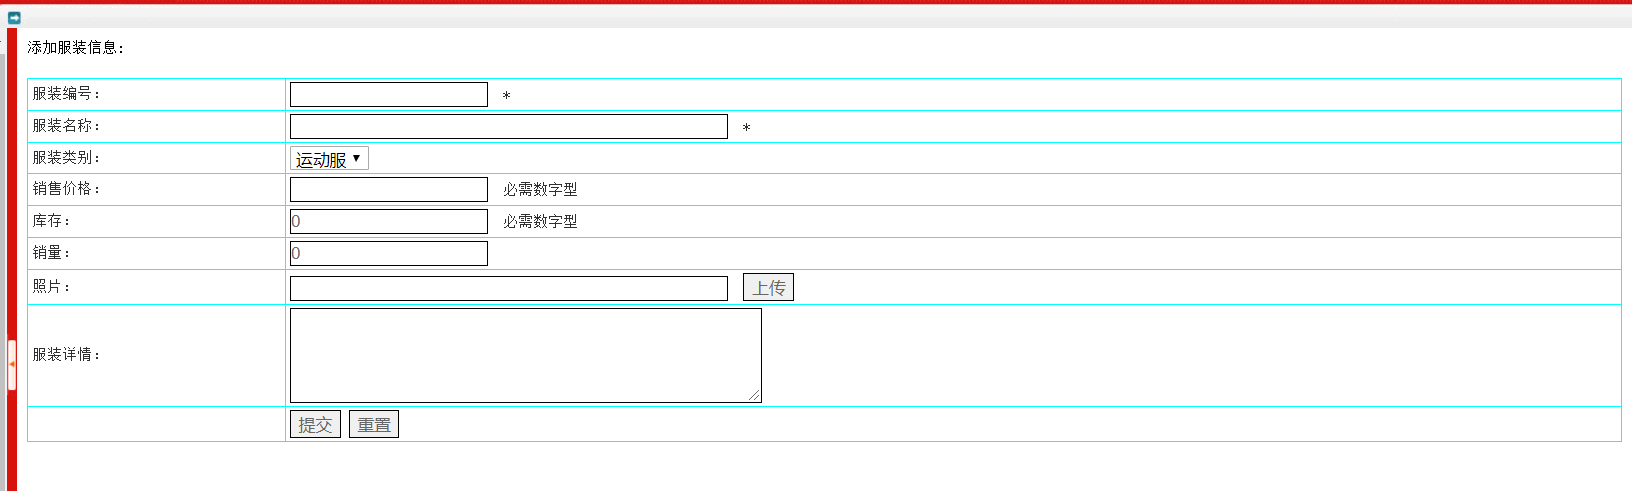 添加服装信息：
服装编号： *
服装名称： *
服装类别： 运动服
销售价格： 必需数字型
库存： 0 必需数字型
销量： 0
照片： 上传
服装详情：
提交 重置